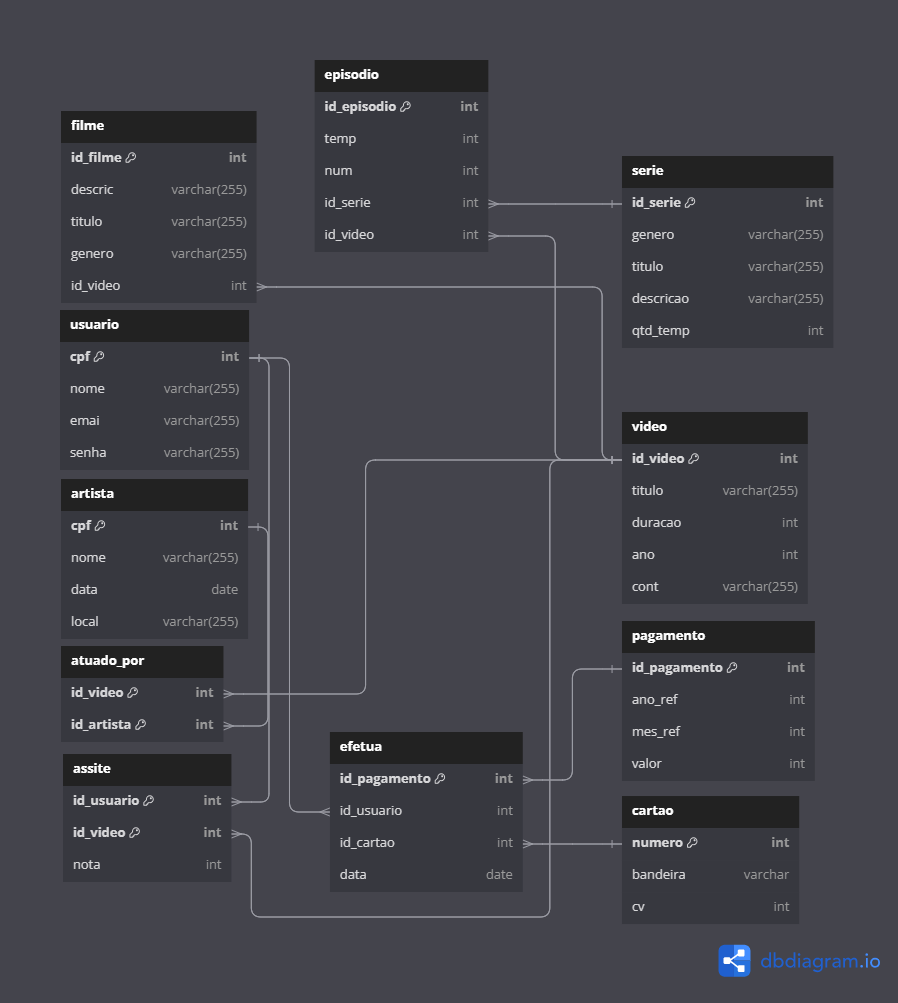 episodio
id_episodio int
temp int
num int
id_serie int
id_video int
filme
id_filme int
descric varchar(255)
titulo varchar(255)
genero varchar(255)
id_video int
serie
id_serie int
genero varchar(255)
titulo varchar(255)
descricao varchar(255)
qtd_temp int
usuario
cpf int
nome varchar(255)
emai varchar(255)
senha varchar(255)
video
id_video int
titulo varchar(255)
duracao int
ano int
cont varchar(255)
artista
cpf int
nome varchar(255)
data date
local varchar(255)
pagamento
id_pagamento int
ano_ref int
mes_ref int
valor int
atuado_por
id_video int
id_artista int
efetua
id_pagamento int
id_usuario int
id_cartao int
data date
assite
id_usuario int
id_video int
nota int
cartao
numero int
bandeira varchar
cv int
dbdiagram.io